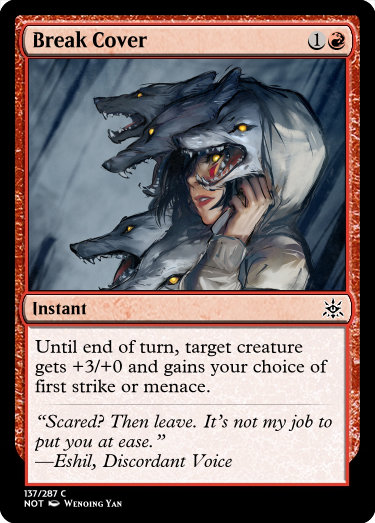 Break Cover
1
Instant
Until end of turn, target creature
gets +3/+0 and gains your choice of
first strike or menace.
“Scared? Then leave. It’s not my job to
put you at ease.”
—Eshil, Discordant Voice
137/287 C
NOT Wenoing Yan